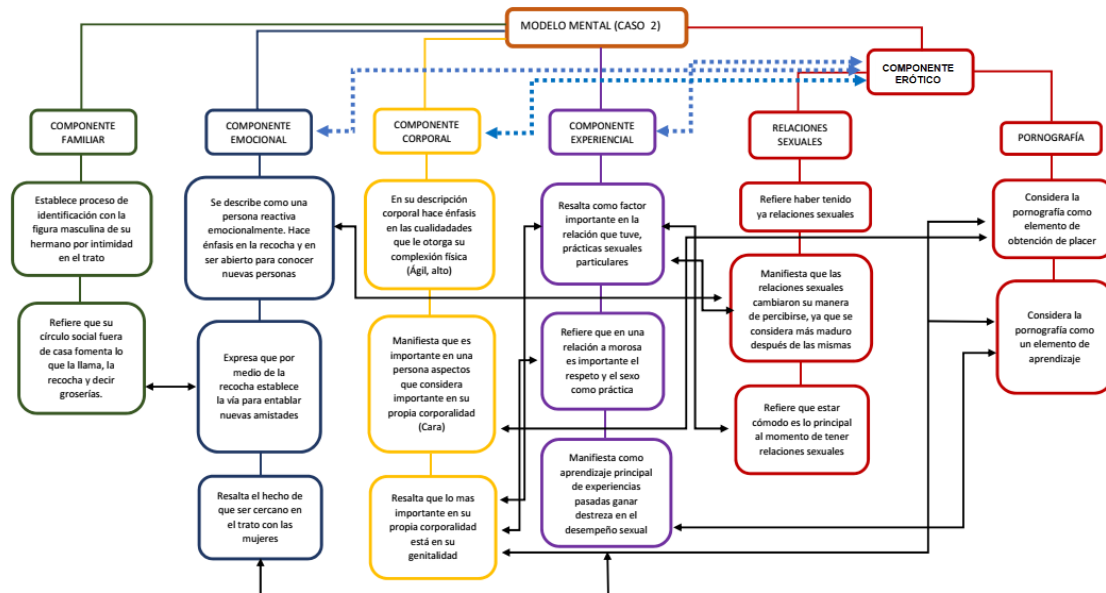 MODELO MENTAL (CASO 2)
COMPONENTE
ERÓTICO
COMPONENTE
FAMILIAR
COMPONENTE
EMOCIONAL
COMPONENTE
CORPORAL
COMPONENTE
EXPERIENCIAL
RELACIONES
SEXUALES
PORNOGRAFÍA
Establece proceso de
identificación con la
figura masculina de su
hermano por intimidad
en el trato
Refiere que su
círculo social fuera
de casa fomenta lo
que la llama, la
recocha y decir
groserías.
Se describe como una
persona reactiva
emocionalmente. Hace
énfasis en la recocha y en
ser abierto para conocer
nuevas personas
Expresa que por
medio de la
recocha establece
la vía para entablar
nuevas amistades
Resalta el hecho de
que ser cercano en
el trato con las
mujeres
En su descripción
corporal hace énfasis
en las cualidadades
que le otorga su
complexión física
(Ágil, alto)
Manifiesta que es
importante en una
persona aspectos
que considera
importante en su
propia corporalidad
(Cara)
Resalta que lo mas
importante en su
propia corporalidad
está en su
genitalidad
Resalta como factor
importante en la
relación que tuve,
prácticas sexuales
particulares
Refiere que en una
relación a morosa
es importante el
respeto y el sexo
como práctica
Manifiesta como
aprendizaje principal
de experiencias
pasadas ganar
destreza en el
desempeño sexual
Refiere haber tenido
ya relaciones sexuales
Manifiesta que las
relaciones sexuales
cambiaron su manera
de percibirse, ya que se
considera más maduro
después de las mismas
Refiere que estar
cómodo es lo principal
al momento de tener
relaciones sexuales
Considera la
pornografía como
elemento de
obtención de placer
Considera la
pornografía como
un elemento de
aprendizaje